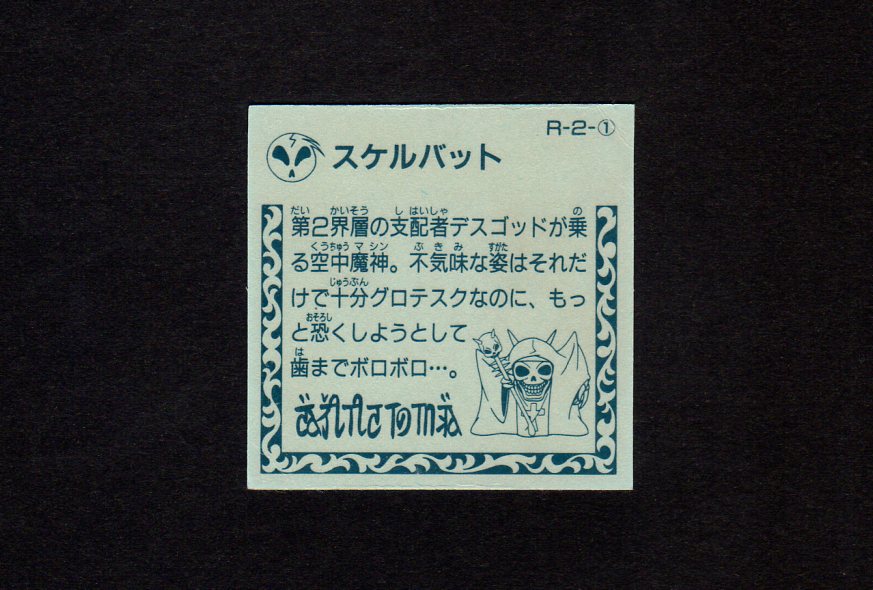 R-2-①
スケルバット
第2界層の支配者デスゴッドが乗
る空中魔神。不気味な姿はそれだ
けで十分グロテスクなのに、もっ
と恐くしようとして
歯までボロボロ…。